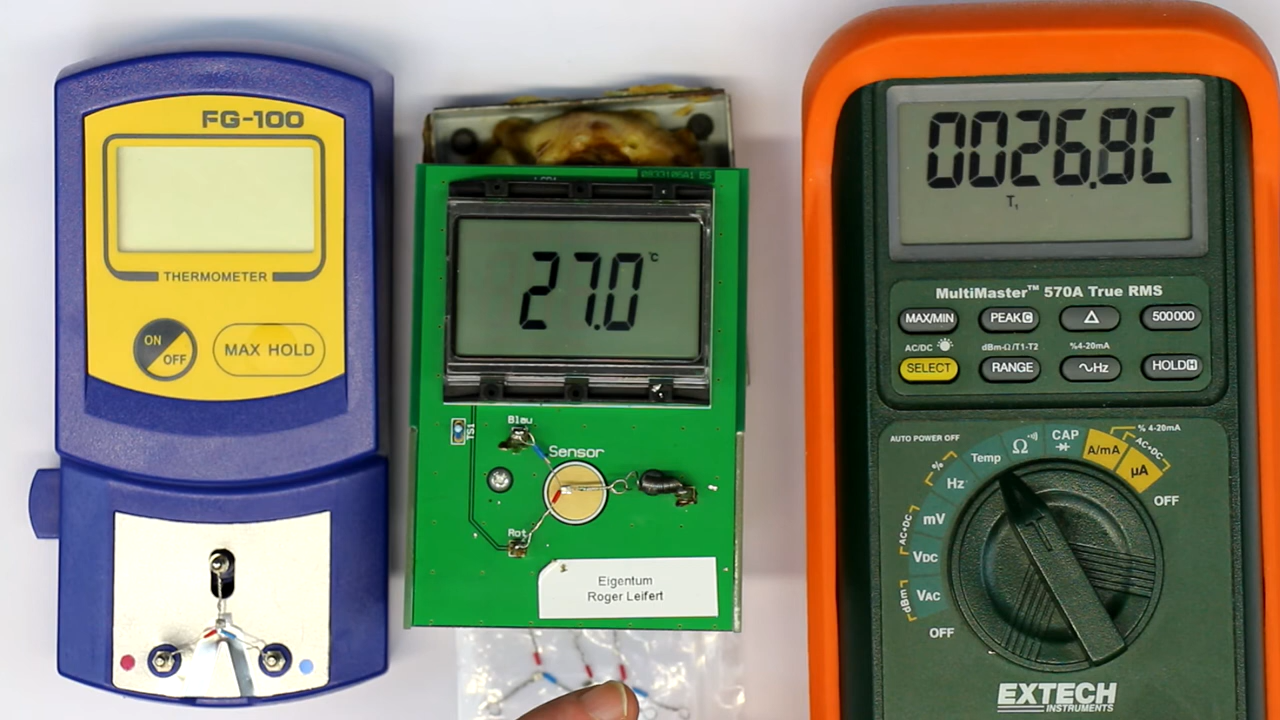 FG-100
THERMOMETER
ON
OFF
MAX HOLD
27.0 °C
TS1
Blau
Sensor
Rot
Eigentum
Roger Leifert
0026.8C
T1
MultiMaster™ 570A True RMS
MAX/MIN
PEAK C
Δ
500000
AC/DC
dBm-Ω/T1-T2
%4-20mA
SELECT
RANGE
~Hz
HOLD H
AUTO POWER OFF
% 4-20mA
AC+DC
%
Hz
Temp
Ω
CAP
A/mA
µA
OFF
AC+DC
mV
VDC
dBm
VAC
OFF
EXTECH
INSTRUMENTS